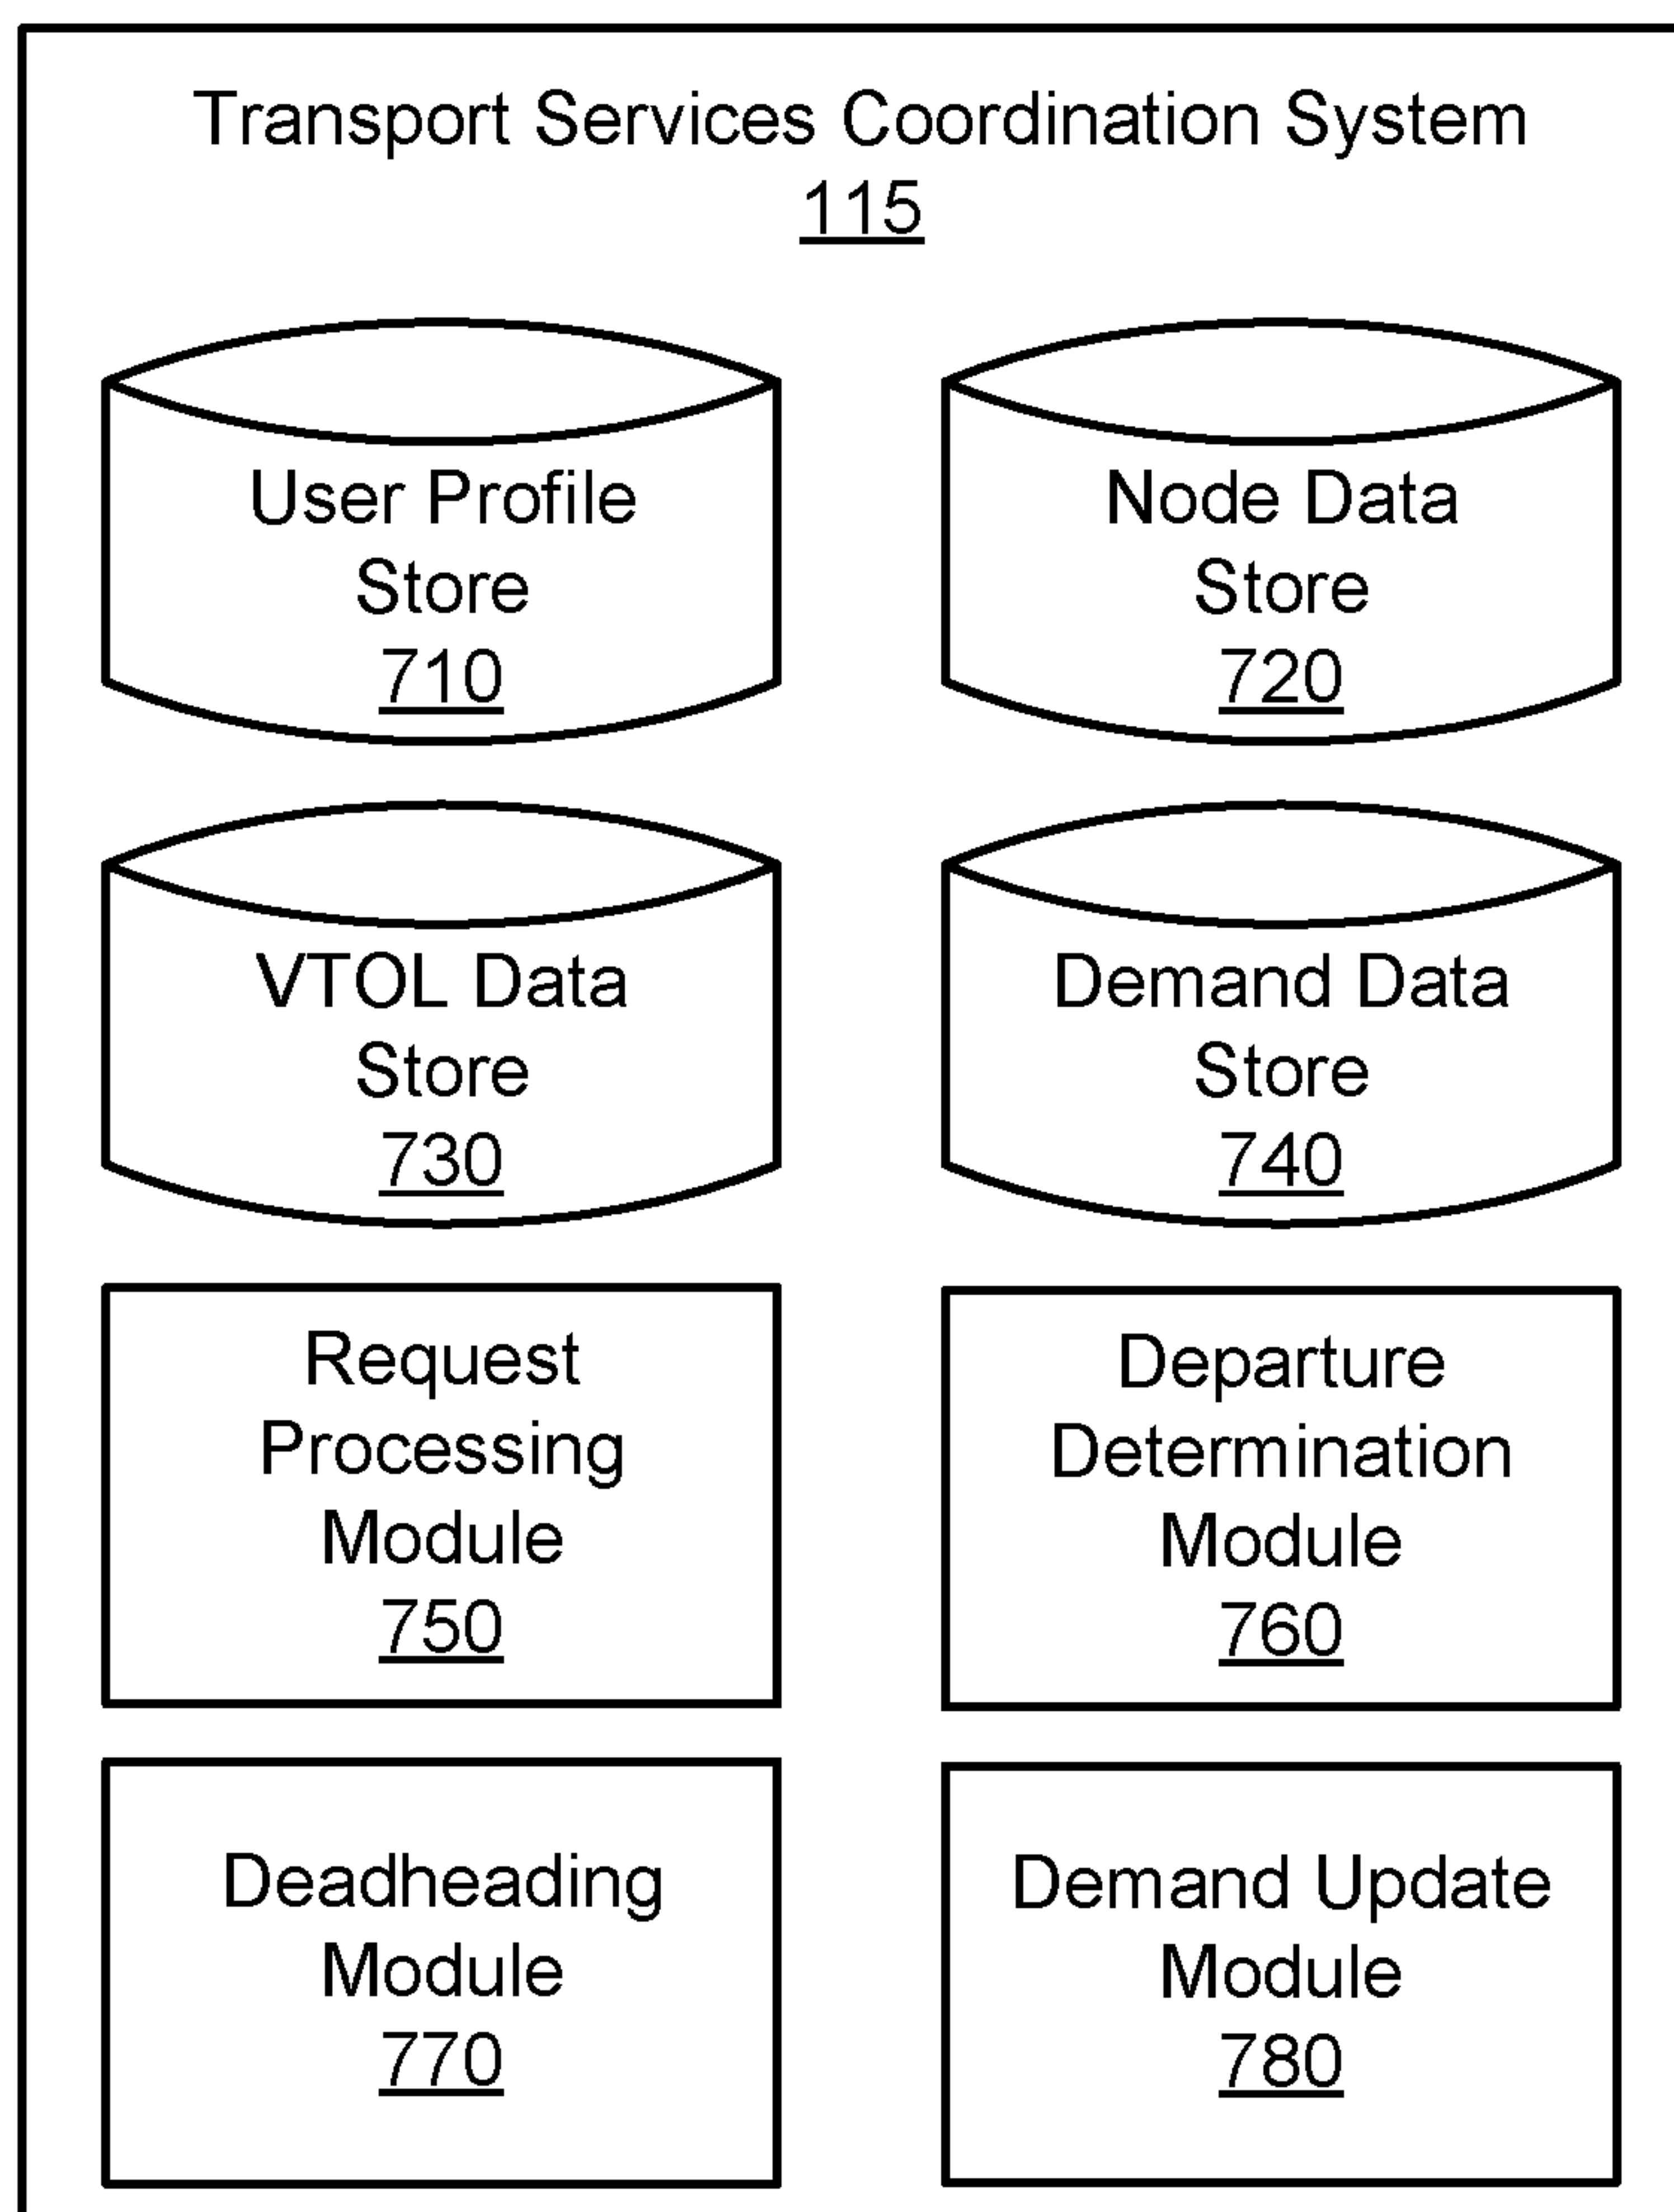 Transport Services Coordination System
115
User Profile
Store
710
Node Data
Store
720
VTOL Data
Store
730
Demand Data
Store
740
Request
Processing
Module
750
Departure
Determination
Module
760
Deadheading
Module
770
Demand Update
Module
780